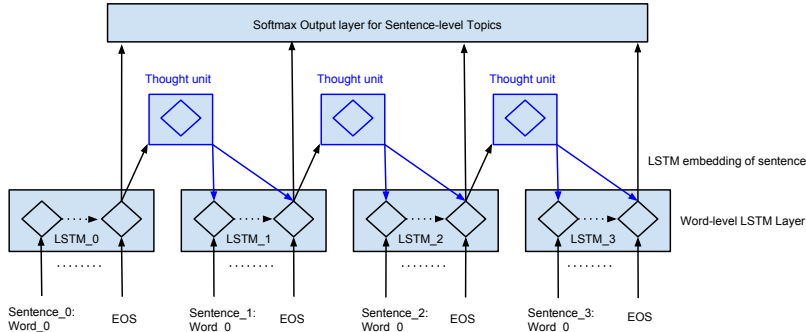 Softmax Output layer for Sentence-level Topics
Thought unit
Thought unit
Thought unit
LSTM embedding of sentence
Word-level LSTM Layer
LSTM_0
LSTM_1
LSTM_2
LSTM_3
Sentence_0:
Word_0
EOS
Sentence_1:
Word_0
EOS
Sentence_2:
Word_0
EOS
Sentence_3:
Word_0
EOS